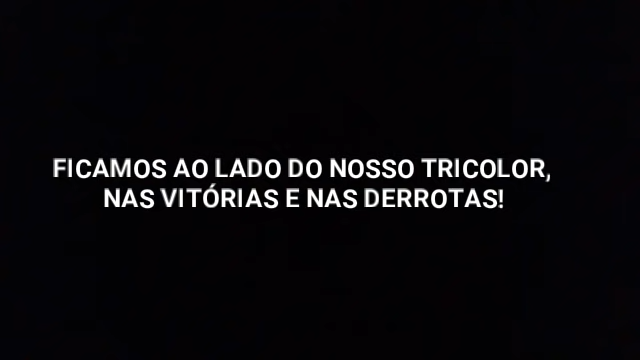 FICAMOS AO LADO DO NOSSO TRICOLOR,
NAS VITÓRIAS E NAS DERROTAS!